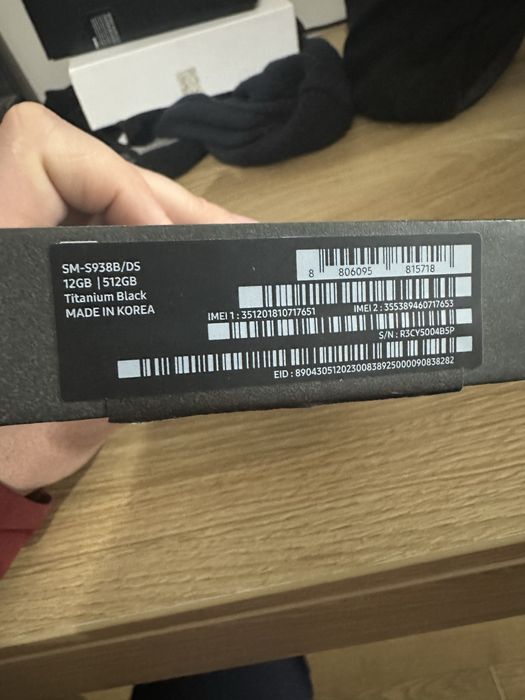 SM-S938B/DS
12GB | 512GB
Titanium Black
MADE IN KOREA
8 806095 815718
IMEI 1 : 351201810717651
IMEI 2 : 355389460717653
S/N : R3CY5004B5P
EID : 89043051202300838925000090838282